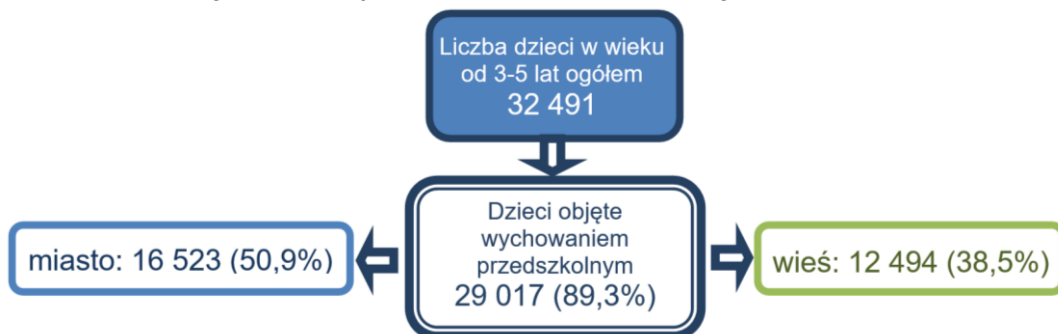 Liczba dzieci w wieku
od 3-5 lat ogółem
32 491
Dzieci objęte
wychowaniem
przedszkolnym
29 017 (89,3%)
miasto: 16 523 (50,9%)
wieś: 12 494 (38,5%)